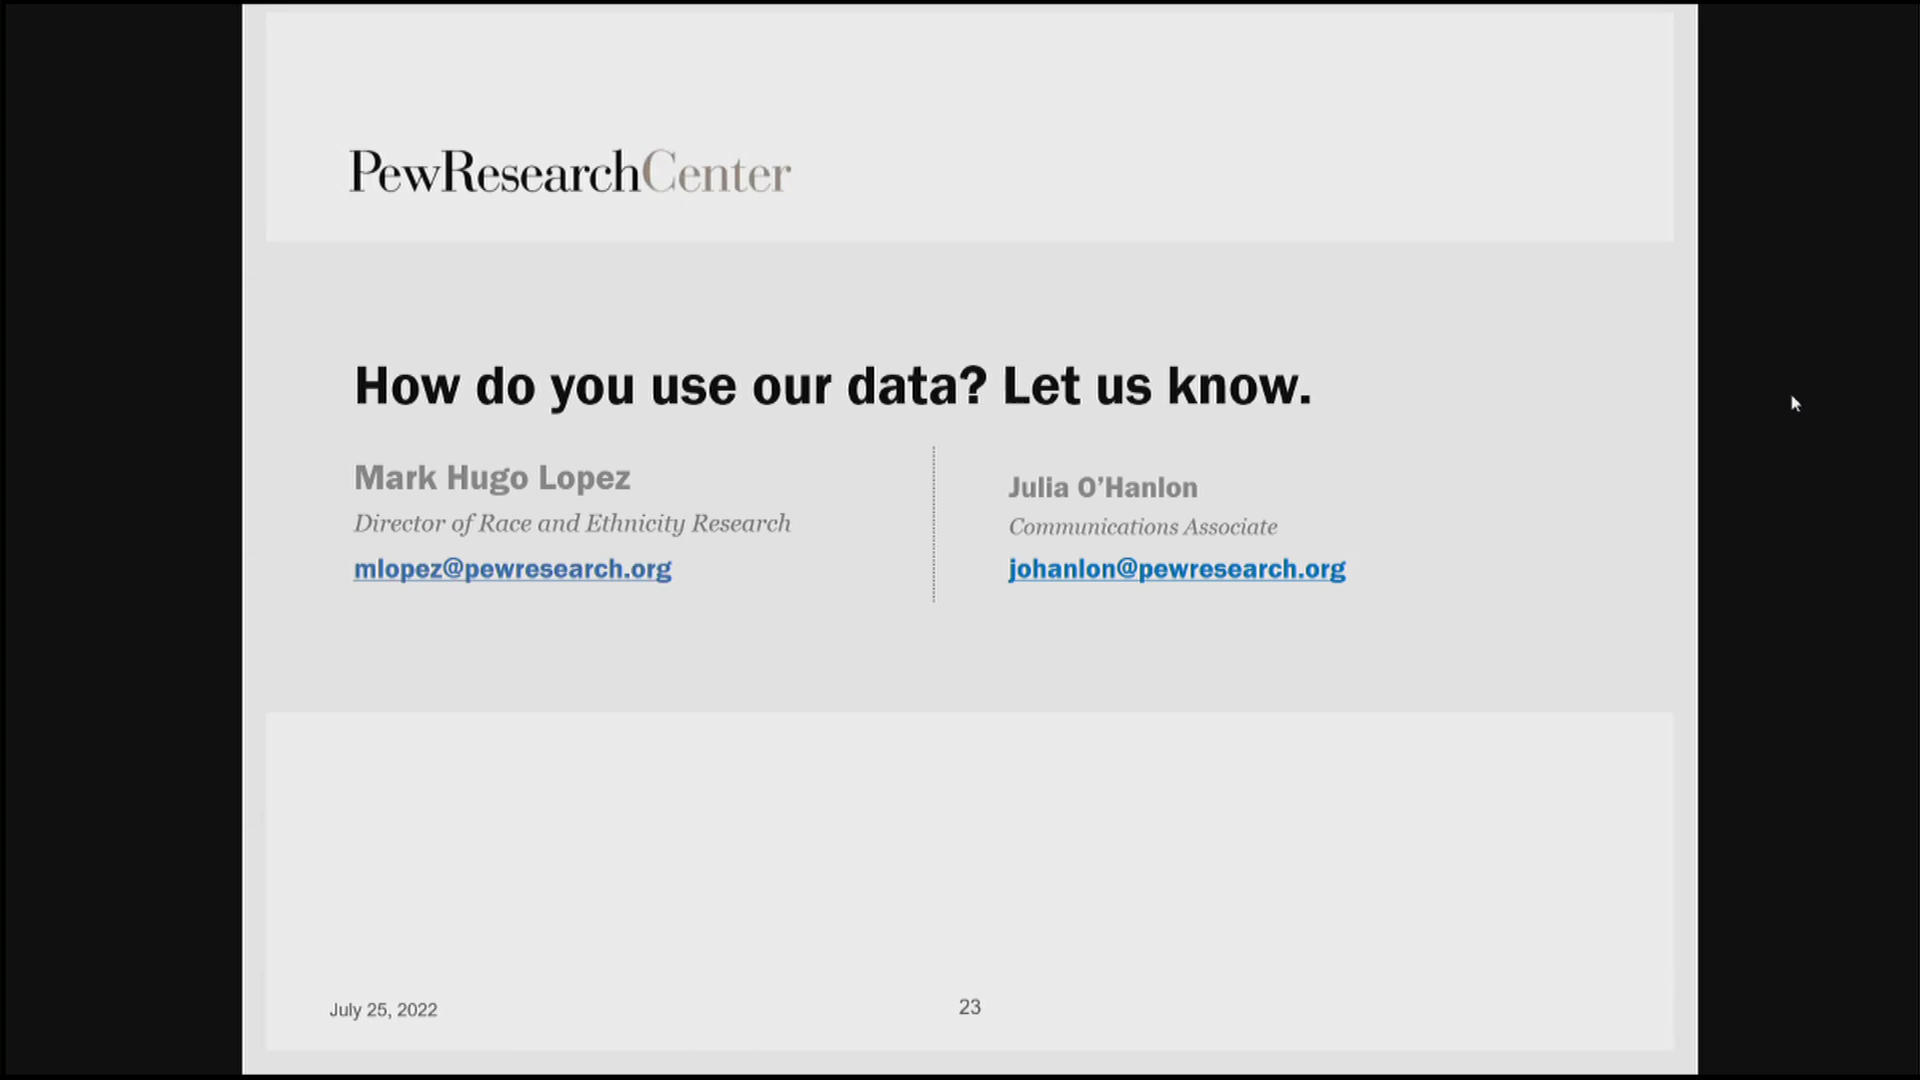 PewResearchCenter
How do you use our data? Let us know.
Mark Hugo Lopez
Director of Race and Ethnicity Research
mlopez@pewresearch.org
Julia O’Hanlon
Communications Associate
johanlon@pewresearch.org
July 25, 2022
23